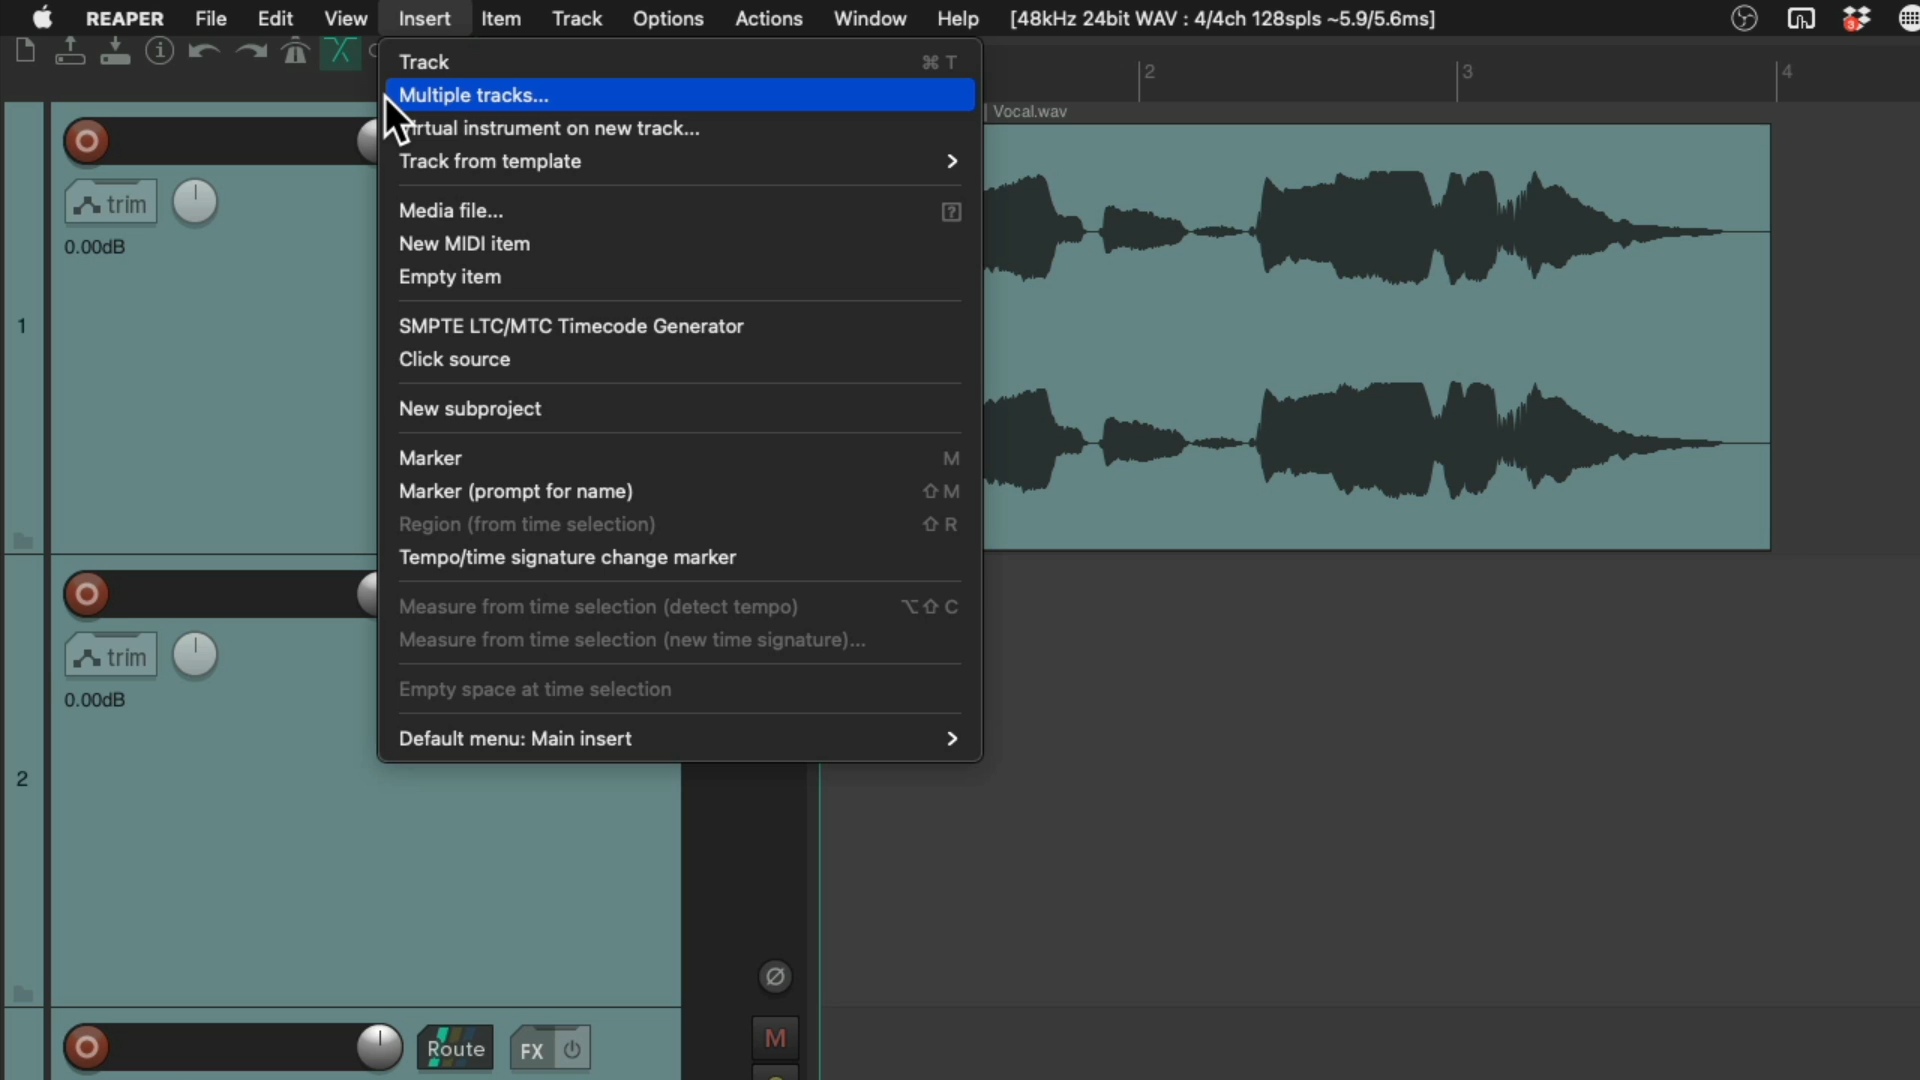 REAPER File Edit View Insert Item Track Options Actions Window Help [48kHz 24bit WAV : 4/4ch 128spls ~5.9/5.6ms]
3
Track ⌘ T
Multiple tracks...
rtual instrument on new track...
Track from template
Media file... ?
New MIDI item
Empty item
SMPTE LTC/MTC Timecode Generator
Click source
New subproject
Marker M
Marker (prompt for name) ⇧ M
Region (from time selection) ⇧ R
Tempo/time signature change marker
Measure from time selection (detect tempo) ⌥ ⇧ C
Measure from time selection (new time signature)...
Empty space at time selection
Default menu: Main insert
2 3 4
Vocal.wav
trim
0.00dB
1
trim
0.00dB
2
Route FX
M